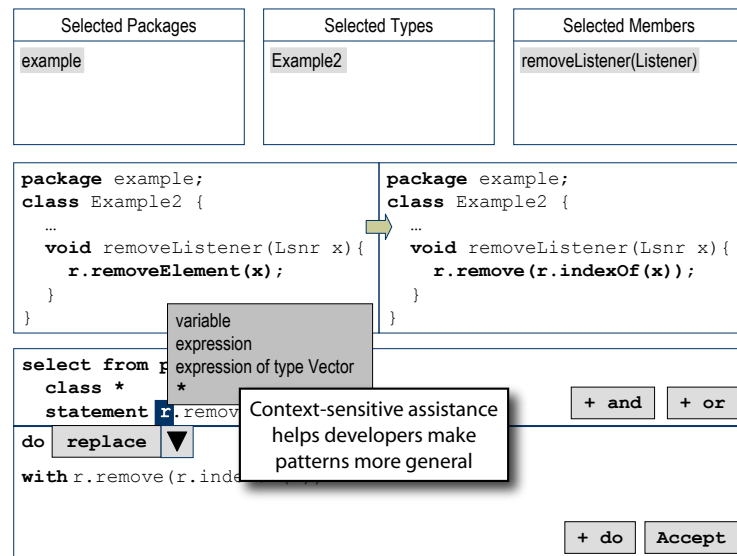 Selected Packages
Selected Types
Selected Members
example
Example2
removeListener(Listener)
package example;
class Example2 {
…
void removeListener(Lsnr x){
r.removeElement(x);
}
}
package example;
class Example2 {
…
void removeListener(Lsnr x){
r.remove(r.indexOf(x));
}
}
variable
expression
expression of type Vector
*
select from p
class *
statement r.remov
Context-sensitive assistance
helps developers make
patterns more general
+ and
+ or
do replace
with r.remove(r.inde
+ do
Accept